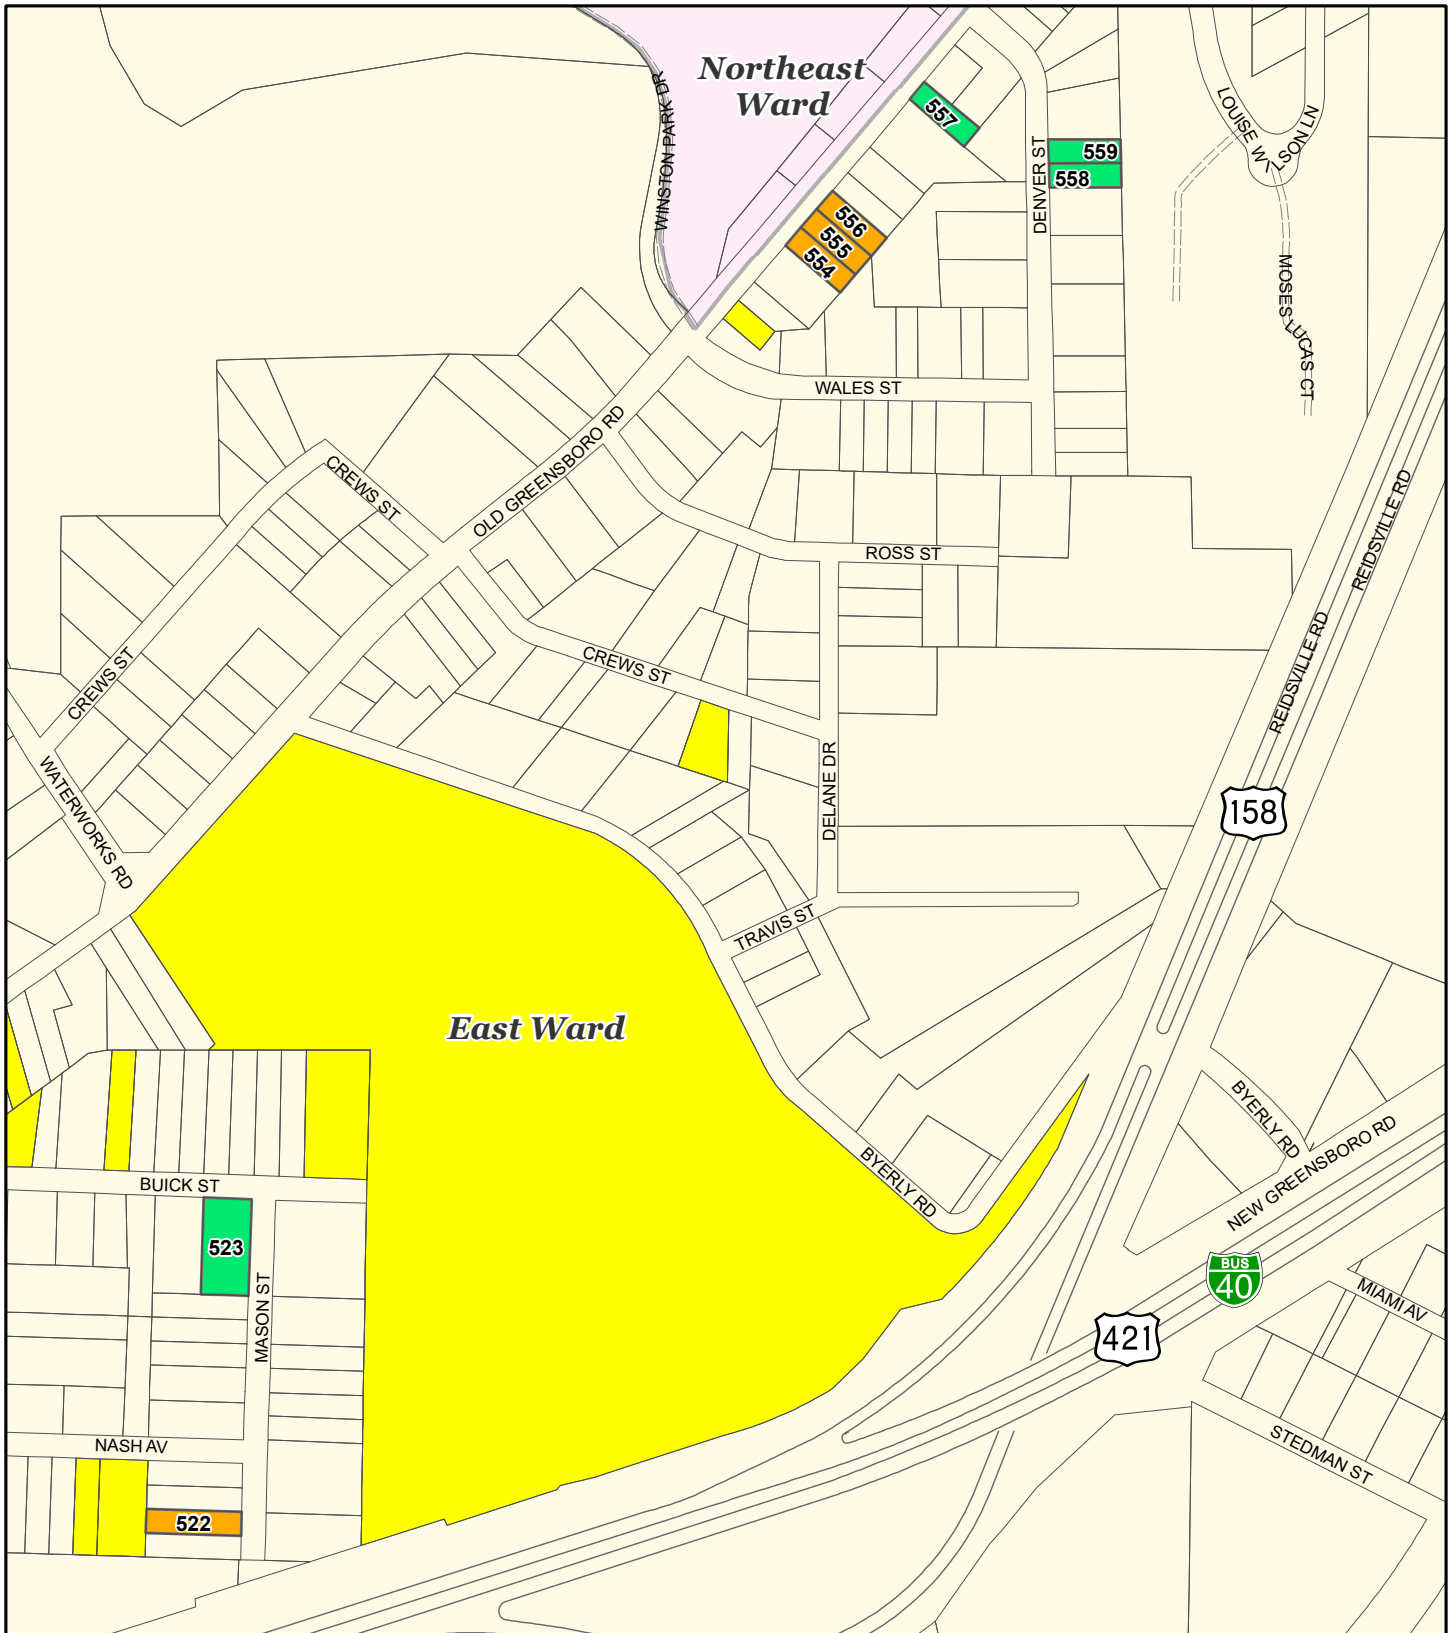 Northeast
Ward
WINSTON PARK DR
557
559
558
DENVER ST
LOUISE WILSON LN
MOSES LUCAS CT
556
555
554
WALES ST
OLD GREENSBORO RD
CREWS ST
ROSS ST
REIDSVILLE RD
REIDSVILLE RD
CREWS ST
CREWS ST
WATERWORKS RD
DELANE DR
158
TRAVIS ST
East Ward
BYERLY RD
BYERLY RD
NEW GREENSBORO RD
BUICK ST
523
MASON ST
BUS
40
421
MIAMI AV
STEDMAN ST
NASH AV
522